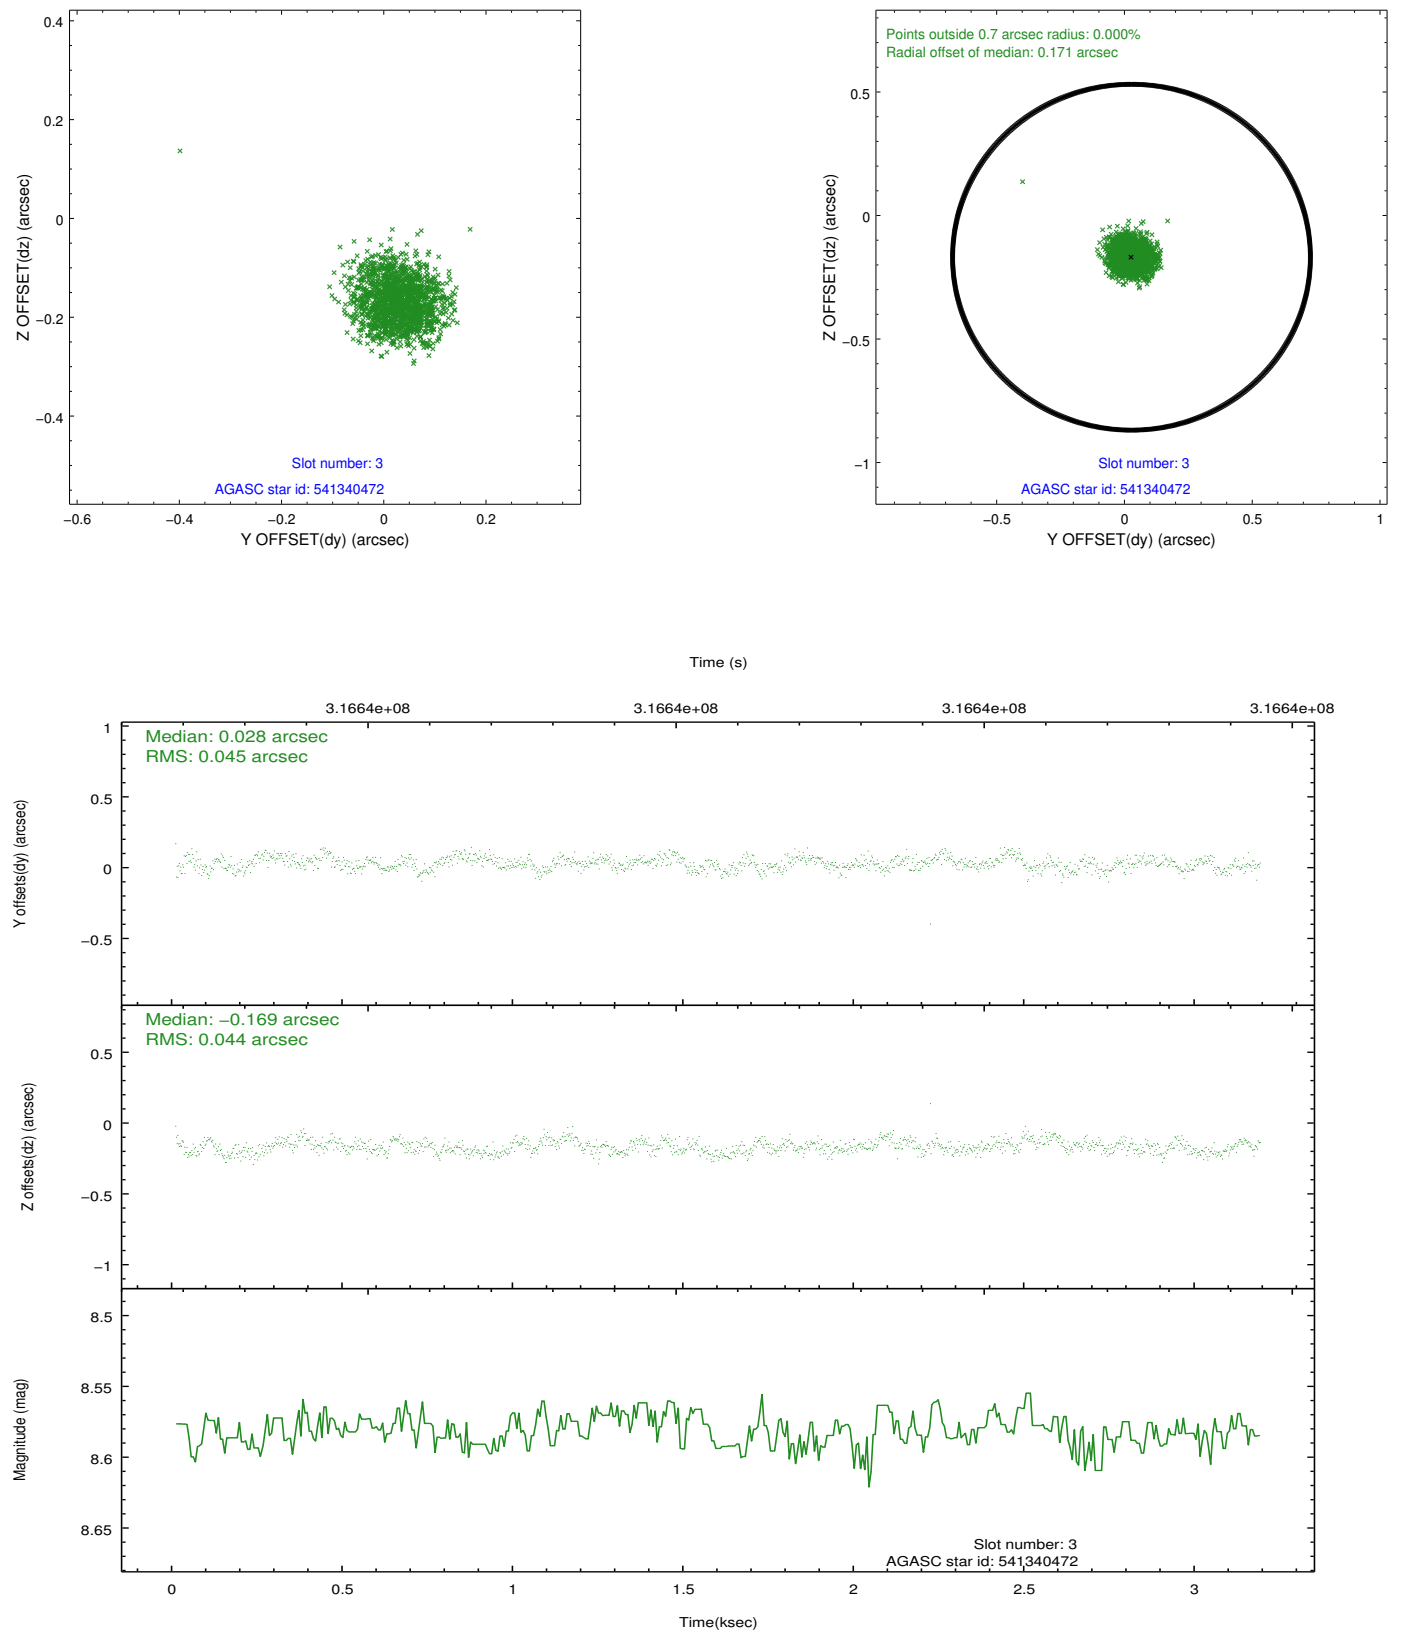 0.4
0.2
0
−0.2
−0.4
Z OFFSET(dz) (arcsec)
Slot number: 3
AGASC star id: 541340472
−0.6
−0.4
−0.2
0
0.2
Y OFFSET(dy) (arcsec)
Points outside 0.7 arcsec radius: 0.000%
Radial offset of median: 0.171 arcsec
0.5
0
−0.5
−1
Z OFFSET(dz) (arcsec)
Slot number: 3
AGASC star id: 541340472
−0.5
0
0.5
1
Y OFFSET(dy) (arcsec)
Time (s)
3.1664e+08
3.1664e+08
3.1664e+08
3.1664e+08
Median: 0.028 arcsec
RMS: 0.045 arcsec
1
0.5
0
−0.5
Y offsets(dy) (arcsec)
Median: −0.169 arcsec
RMS: 0.044 arcsec
0.5
0
−0.5
−1
Z offsets(dz) (arcsec)
8.5
8.55
8.6
8.65
Magnitude (mag)
Slot number: 3
AGASC star id: 541340472
0
0.5
1
1.5
2
2.5
3
Time(ksec)